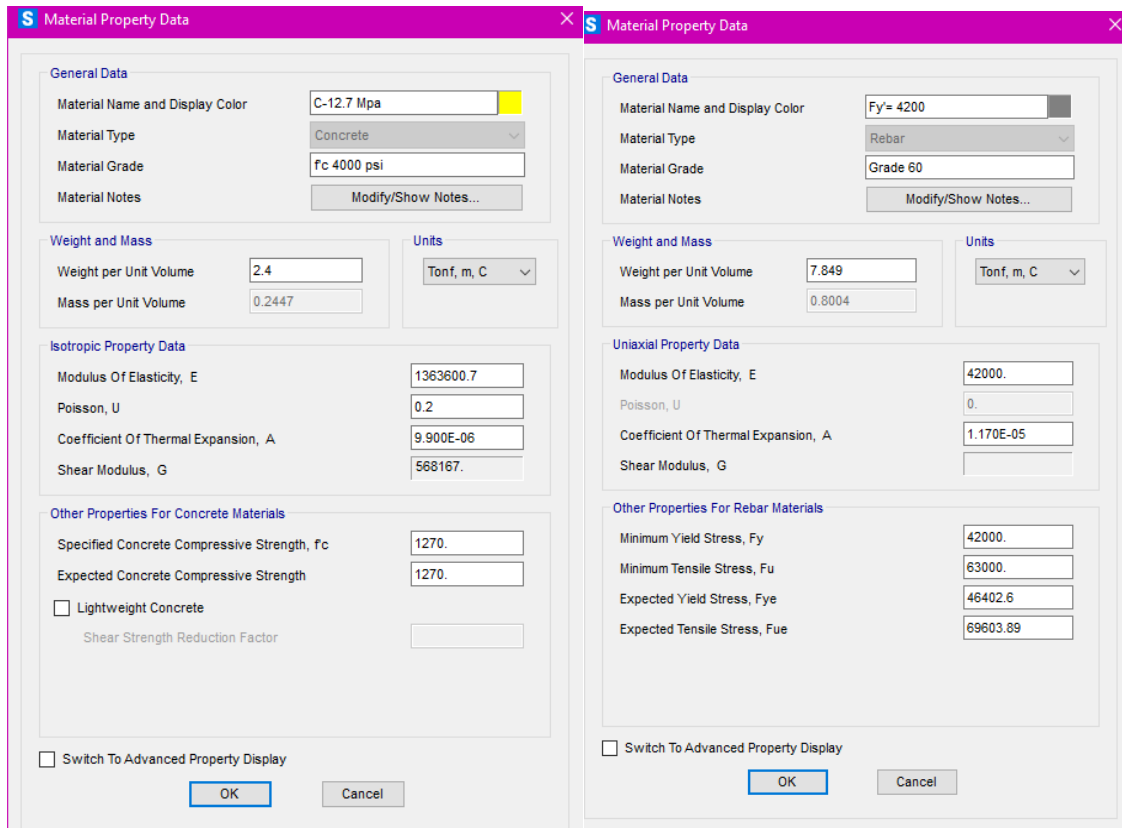 S Material Property Data
General Data
Material Name and Display Color C-12.7 Mpa
Material Type Concrete
Material Grade f'c 4000 psi
Material Notes Modify/Show Notes...
Weight and Mass
Weight per Unit Volume 2.4
Mass per Unit Volume 0.2447
Units
Tonf, m, C
Isotropic Property Data
Modulus Of Elasticity, E 1363600.7
Poisson, U 0.2
Coefficient Of Thermal Expansion, A 9.900E-06
Shear Modulus, G 568167.
Other Properties For Concrete Materials
Specified Concrete Compressive Strength, f'c 1270.
Expected Concrete Compressive Strength 1270.
Lightweight Concrete
Shear Strength Reduction Factor
Switch To Advanced Property Display
OK Cancel
S Material Property Data
General Data
Material Name and Display Color Fy'= 4200
Material Type Rebar
Material Grade Grade 60
Material Notes Modify/Show Notes...
Weight and Mass
Weight per Unit Volume 7.849
Mass per Unit Volume 0.8004
Units
Tonf, m, C
Uniaxial Property Data
Modulus Of Elasticity, E 42000.
Poisson, U 0.
Coefficient Of Thermal Expansion, A 1.170E-05
Shear Modulus, G
Other Properties For Rebar Materials
Minimum Yield Stress, Fy 42000.
Minimum Tensile Stress, Fu 63000.
Expected Yield Stress, Fye 46402.6
Expected Tensile Stress, Fue 69603.89
Switch To Advanced Property Display
OK Cancel